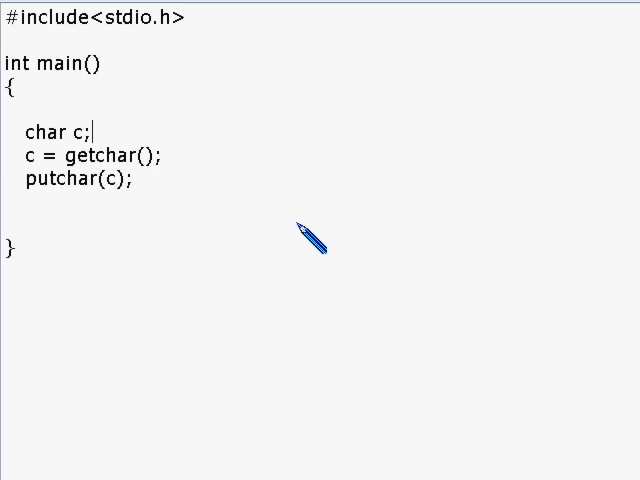 #include<stdio.h>
int main()
{
char c;
c = getchar();
putchar(c);
}